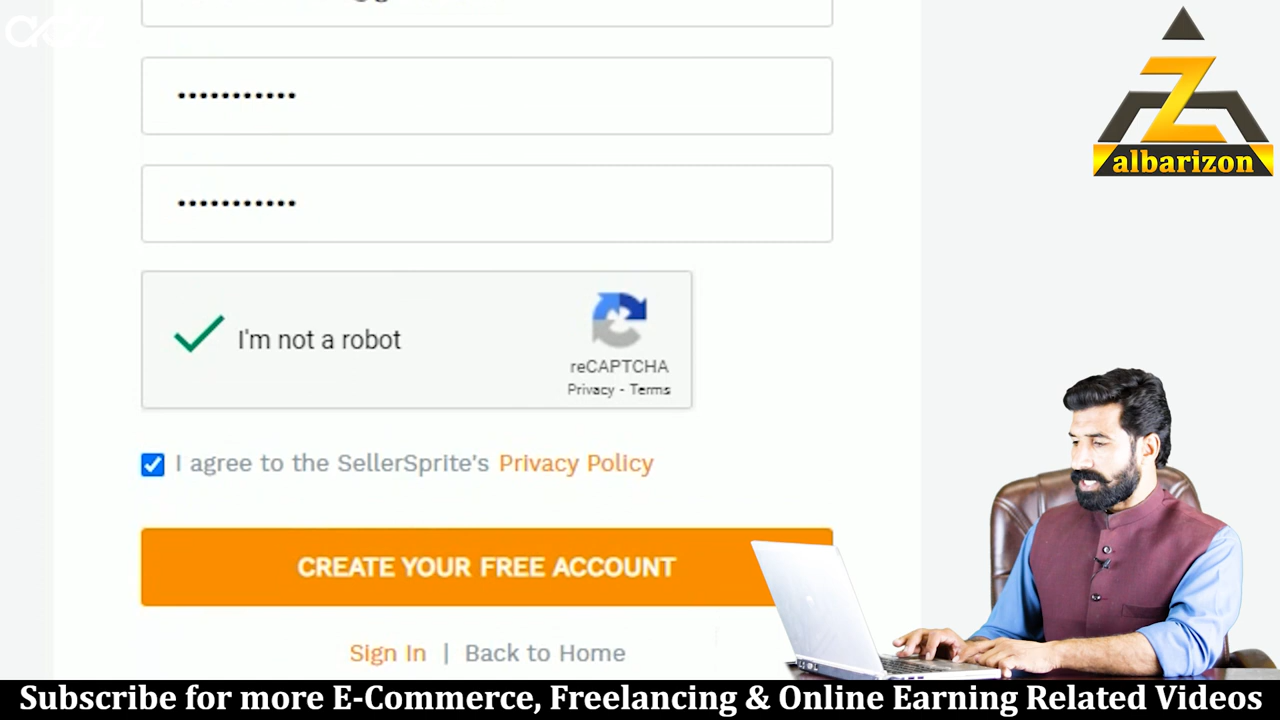 albarizon
•••••••••••
•••••••••••
I'm not a robot
reCAPTCHA
Privacy - Terms
I agree to the SellerSprite's Privacy Policy
CREATE YOUR FREE ACCOUNT
Sign In | Back to Home
Subscribe for more E-Commerce, Freelancing & Online Earning Related Videos